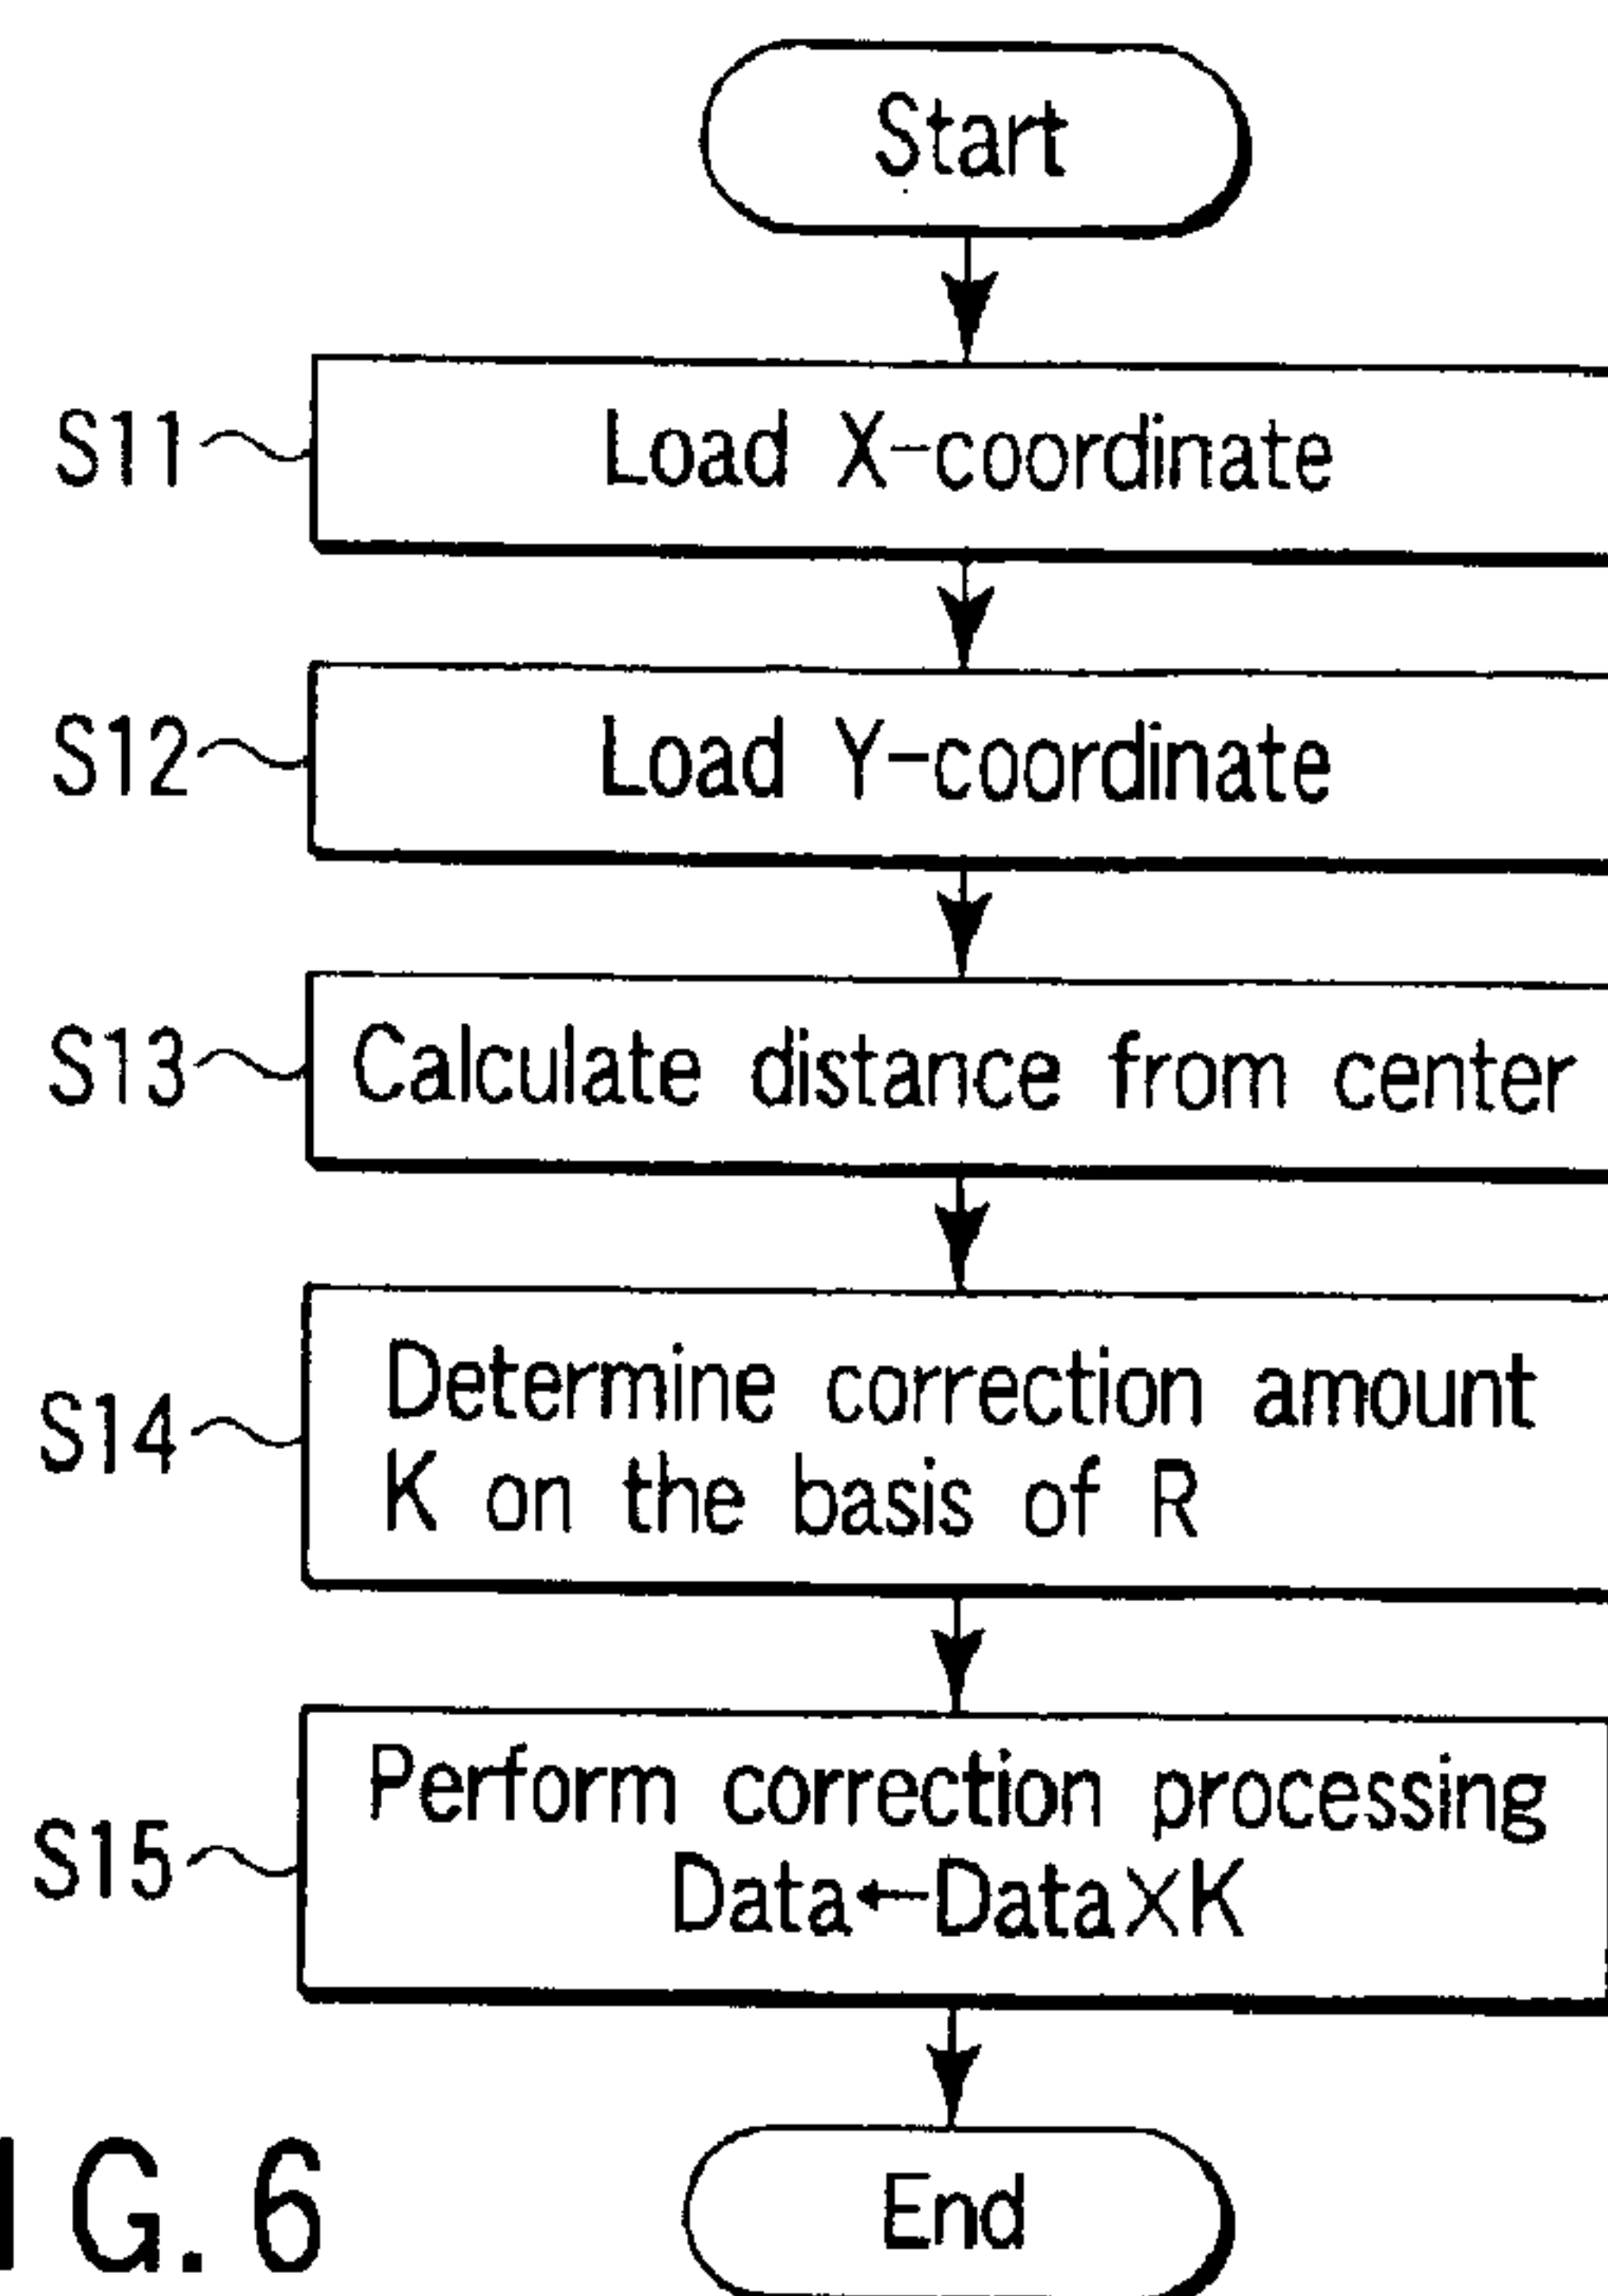 Start
S11
Load X-coordinate
S12
Load Y-coordinate
S13
Calculate distance from center
S14
Determine correction amount
K on the basis of R
S15
Perform correction processing
Data←Data×K
End
IG. 6